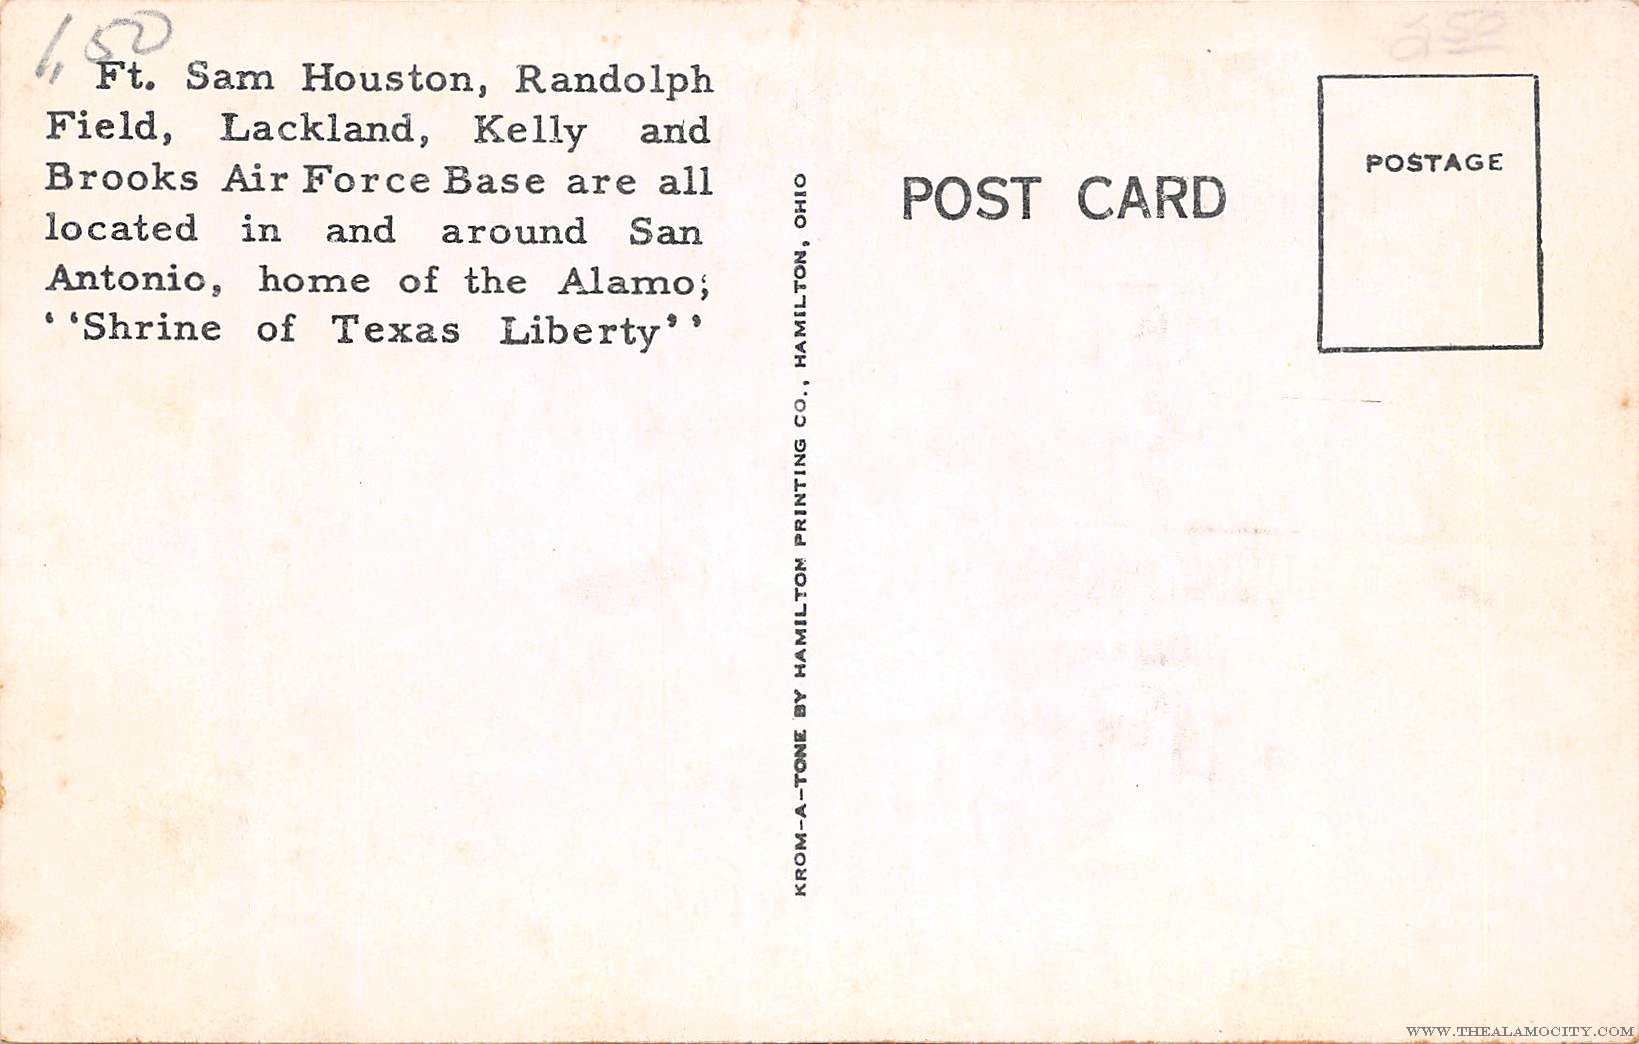 1.50
Ft. Sam Houston, Randolph
Field, Lackland, Kelly and
Brooks Air Force Base are all
located in and around San
Antonio, home of the Alamo;
‘‘Shrine of Texas Liberty’’
KROM-A-TONE BY HAMILTOM PRINTING CO., HAMILTON, OHIO
POST CARD
POSTAGE
WWW.THEALAMOCITY.COM